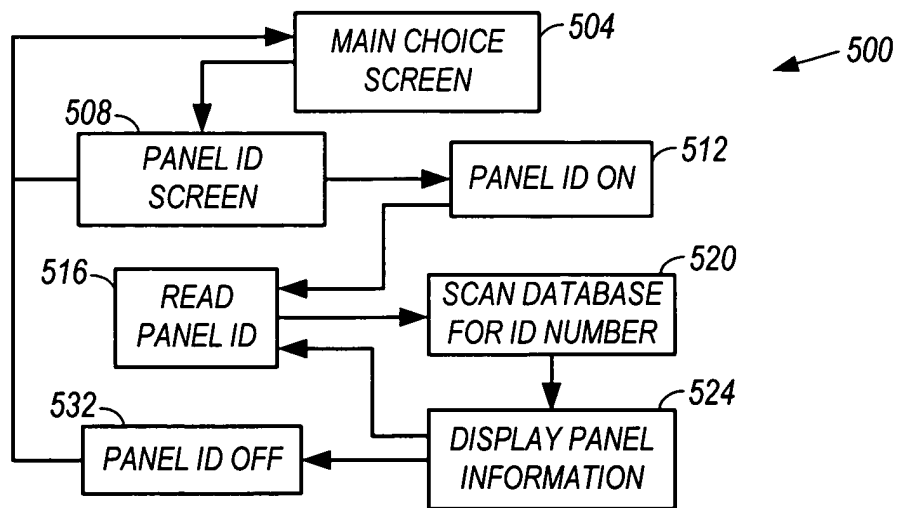 504
MAIN CHOICE
SCREEN
500
508
PANEL ID
SCREEN
512
PANEL ID ON
516
READ
PANEL ID
520
SCAN DATABASE
FOR ID NUMBER
532
PANEL ID OFF
524
DISPLAY PANEL
INFORMATION